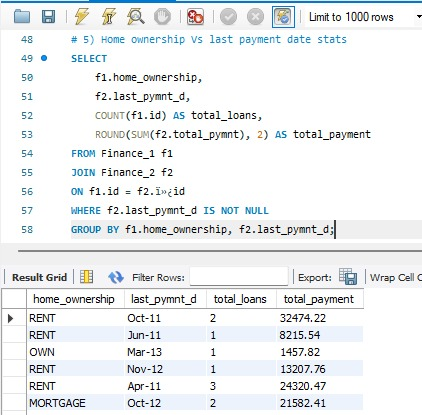 Limit to 1000 rows
48 # 5) Home ownership Vs last payment date stats
49 SELECT
50 f1.home_ownership,
51 f2.last_pymnt_d,
52 COUNT(f1.id) AS total_loans,
53 ROUND(SUM(f2.total_pymnt), 2) AS total_payment
54 FROM Finance_1 f1
55 JOIN Finance_2 f2
56 ON f1.id = f2.ï»¿id
57 WHERE f2.last_pymnt_d IS NOT NULL
58 GROUP BY f1.home_ownership, f2.last_pymnt_d;
Result Grid Filter Rows: Export: Wrap Cell C
home_ownership last_pymnt_d total_loans total_payment
RENT Oct-11 2 32474.22
RENT Jun-11 1 8215.54
OWN Mar-13 1 1457.82
RENT Nov-12 1 13207.76
RENT Apr-11 3 24320.47
MORTGAGE Oct-12 2 21582.41